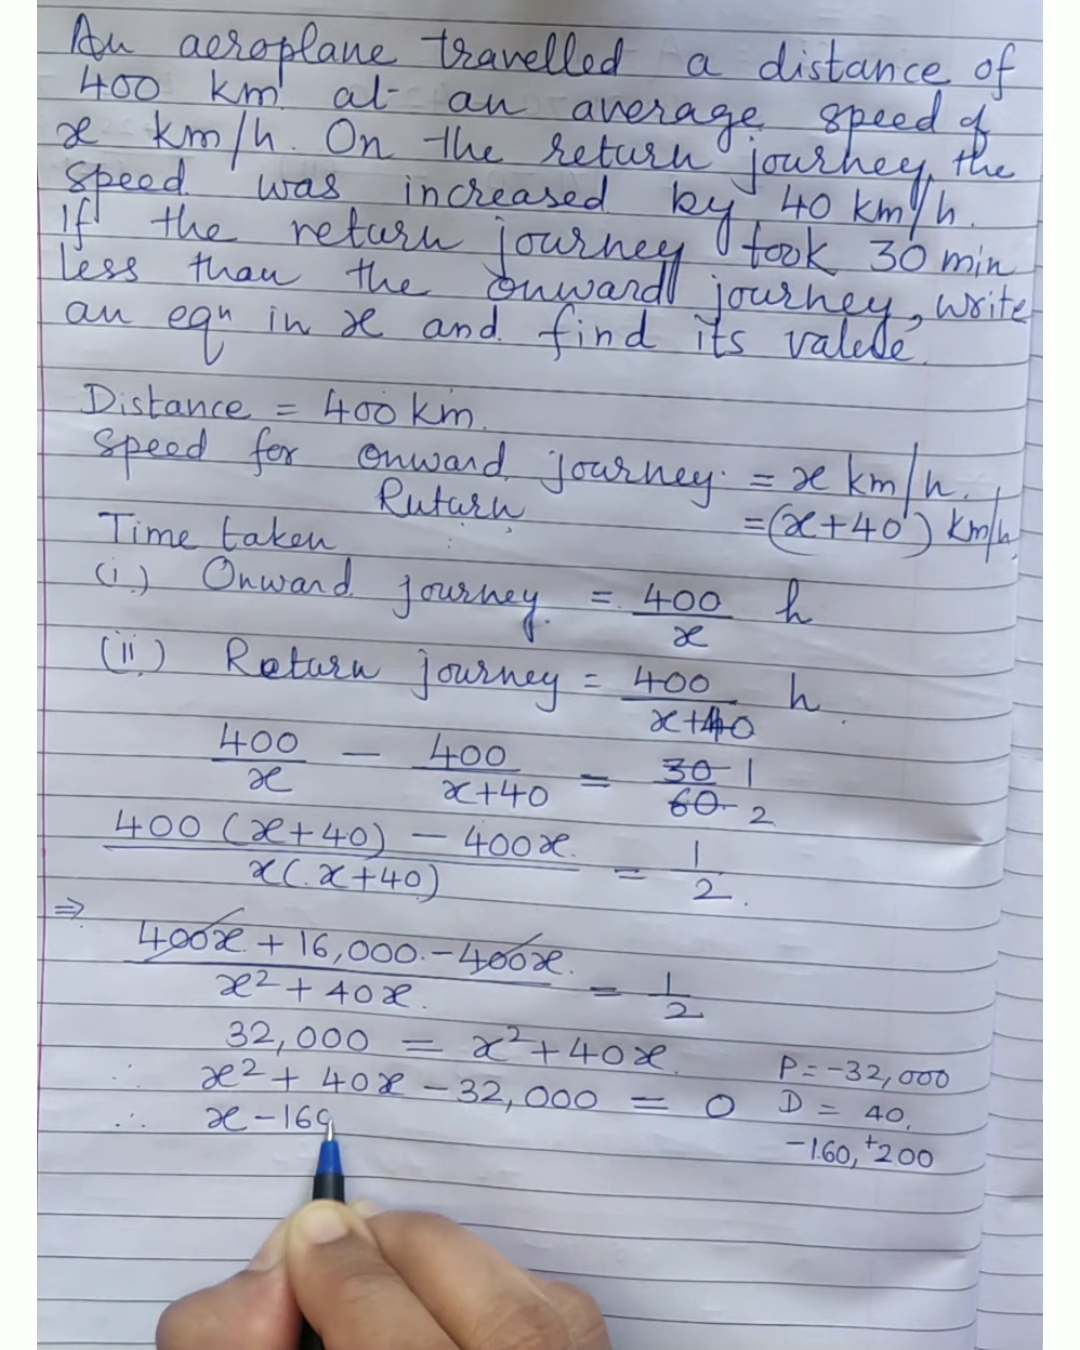 An aeroplane travelled a distance of
400 km at an average speed of
x km/h. On the return journey, the
speed was increased by 40 km/h.
If the return journey took 30 min
less than the onward journey, write
an eqn in x and find its value.
Distance = 400 km.
Speed for onward journey = x km/h.
Ruturn = (x+40) km/h.
Time taken
(i.) Onward journey = 400/x h
(ii.) Return journey = 400/x+40 h.
400/x - 400/x+40 = 30/60 1/2
400(x+40) - 400x/x(x+40) = 1/2.
⇒ 400x + 16,000 - 400x/x² + 40x = 1/2
32,000 = x² + 40x.
∴ x² + 40x - 32,000 = 0
P = -32,000
D = 40,
-160, +200
∴ x - 160